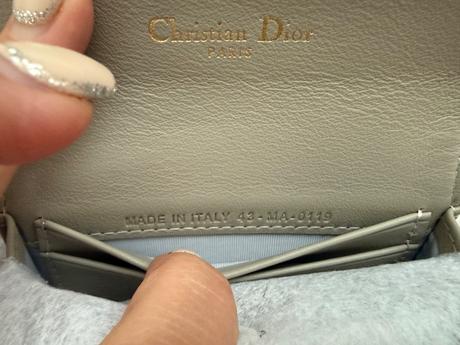 Christian Dior
PARIS
MADE IN ITALY 43-MA-0119